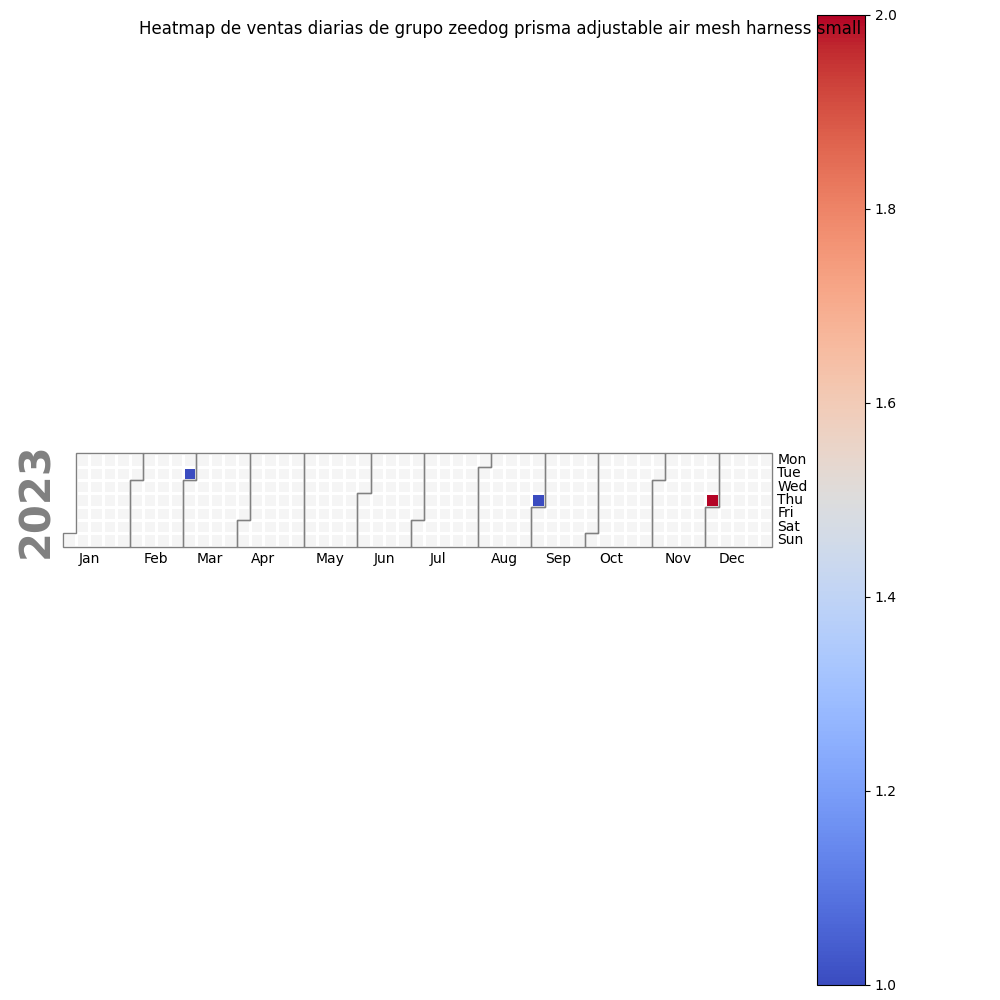 Heatmap de ventas diarias de grupo zeedog prisma adjustable air mesh harness small
2.0
1.8
1.6
1.4
1.2
1.0
2023
Mon
Tue
Wed
Thu
Fri
Sat
Sun
Jan Feb Mar Apr May Jun Jul Aug Sep Oct Nov Dec